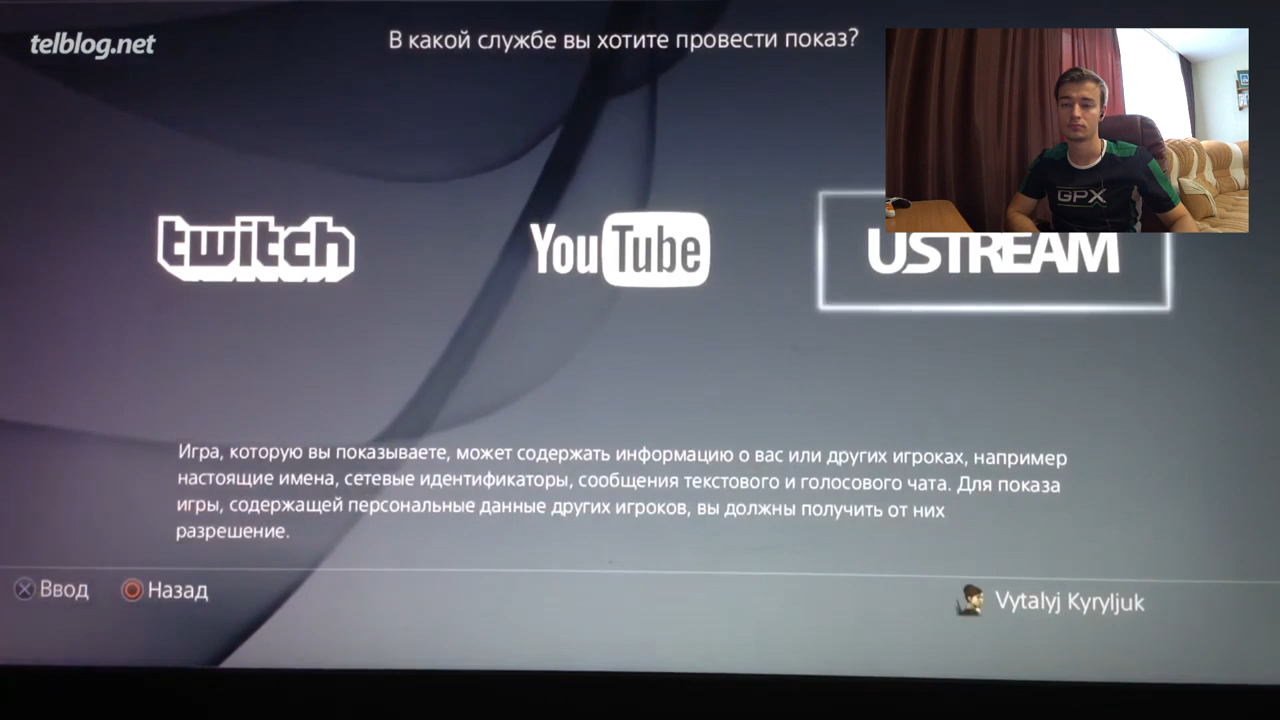 telblog.net
В какой службе вы хотите провести показ?
GPX
twitch
YouTube
USTREAM
Игра, которую вы показываете, может содержать информацию о вас или других игроках, например
настоящие имена, сетевые идентификаторы, сообщения текстового и голосового чата. Для показа
игры, содержащей персональные данные других игроков, вы должны получить от них
разрешение.
Ввод
Назад
Vytalyj Kyryljuk